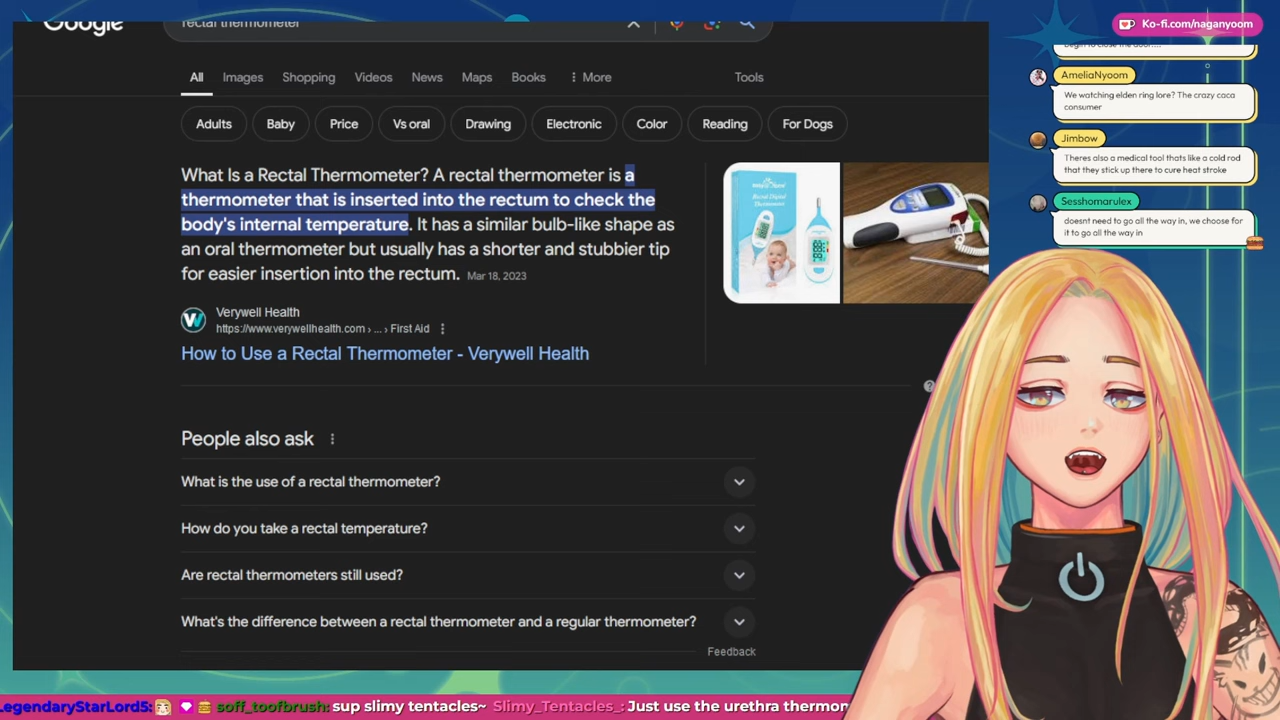 Google
rectal thermometer
All Images Shopping Videos News Maps Books More Tools
Adults Baby Price Vs oral Drawing Electronic Color Reading For Dogs
What Is a Rectal Thermometer? A rectal thermometer is a
thermometer that is inserted into the rectum to check the
body's internal temperature. It has a similar bulb-like shape as
an oral thermometer but usually has a shorter and stubbier tip
for easier insertion into the rectum. Mar 18, 2023
Verywell Health
https://www.verywellhealth.com › ... › First Aid
How to Use a Rectal Thermometer - Verywell Health
People also ask
What is the use of a rectal thermometer?
How do you take a rectal temperature?
Are rectal thermometers still used?
What's the difference between a rectal thermometer and a regular thermometer?
Feedback
Ko-fi.com/naganyoom
begin to close the door....
AmeliaNyoom
We watching elden ring lore? The crazy caca
consumer
Jimbow
Theres also a medical tool thats like a cold rod
that they stick up there to cure heat stroke
Sesshomarulex
doesnt need to go all the way in, we choose for
it to go all the way in
LegendaryStarLord5: soff_toofbrush: sup slimy tentacles~ Slimy_Tentacles_: Just use the urethra thermom